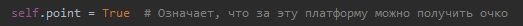 self.point = True  # Означает, что за эту платформу можно получить очко